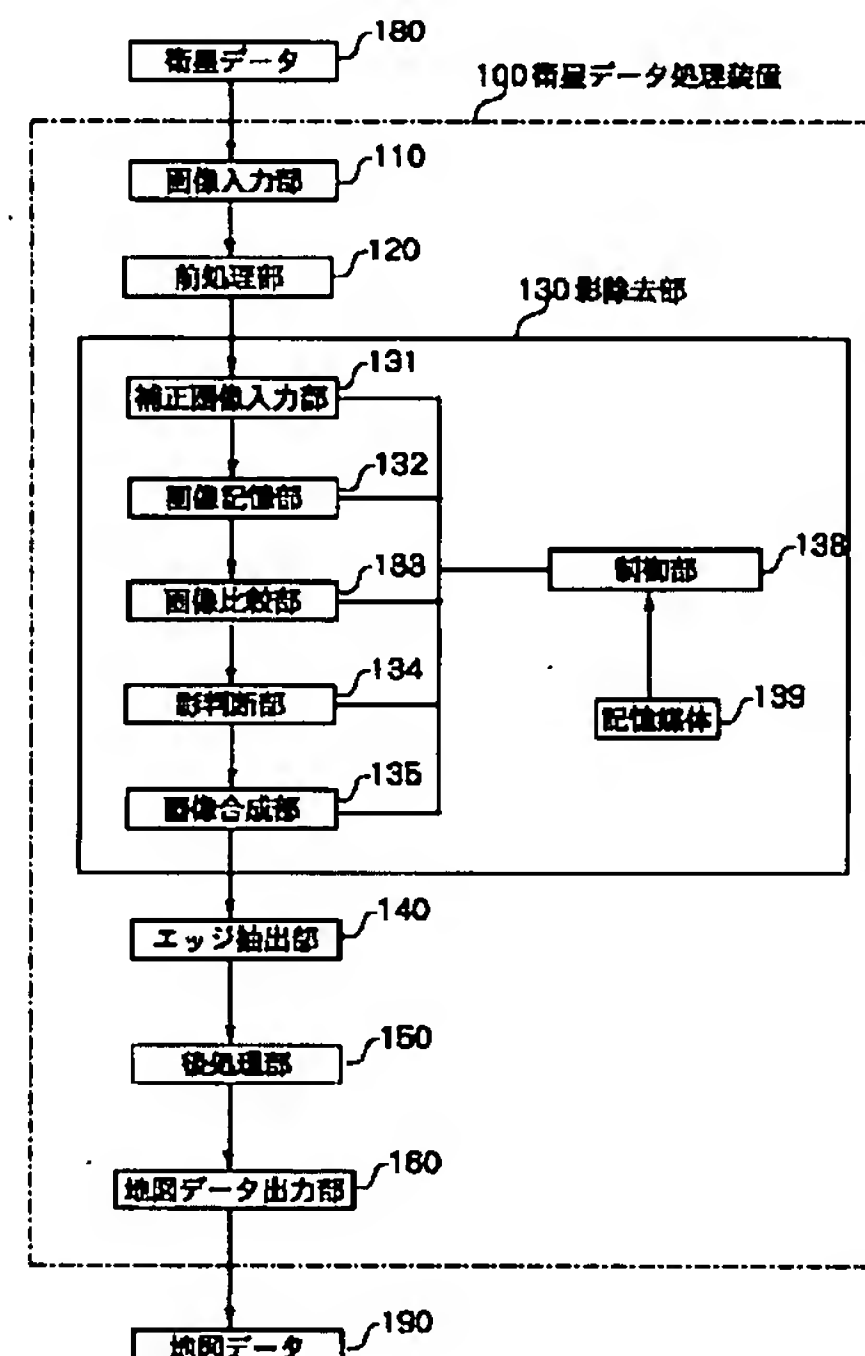 180
衛星データ
100衛星データ処理装置
110
画像入力部
120
前処理部
130影除去部
131
補正画像入力部
132
画像記憶部
133
画像比較部
138
制御部
134
影判断部
139
記憶媒体
135
画像合成部
140
エッジ抽出部
150
後処理部
160
地図データ出力部
190
地図データ